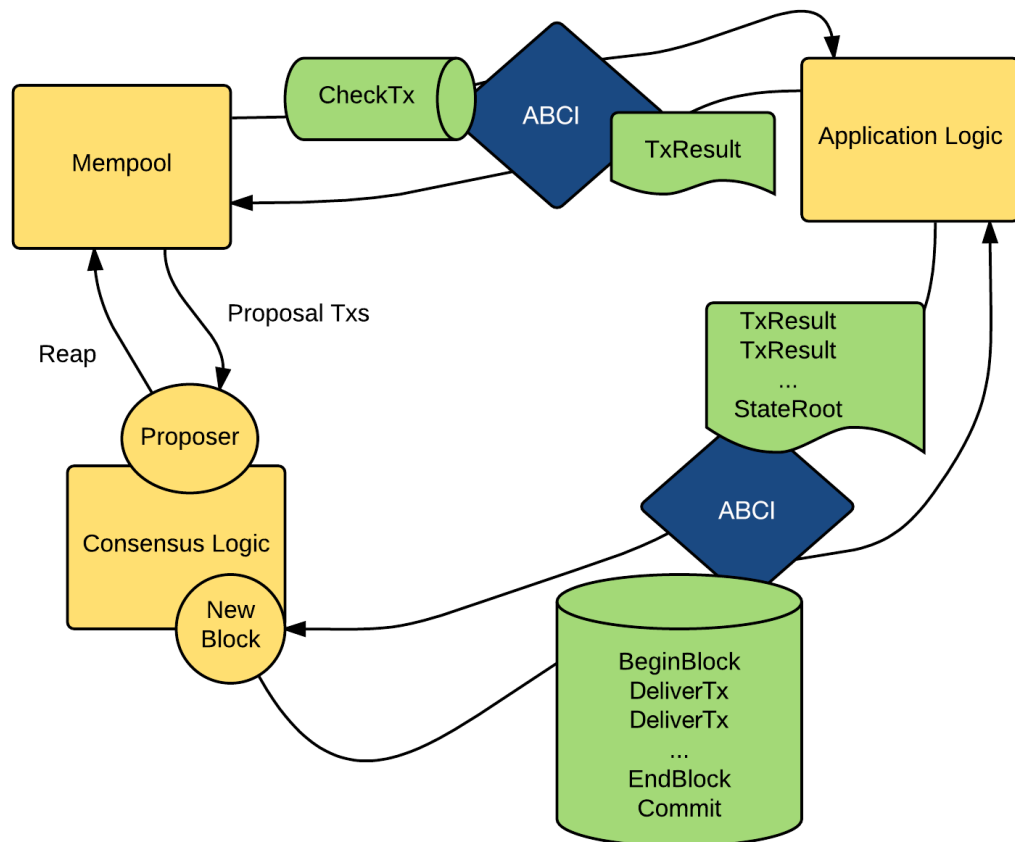 CheckTx
ABCI
Mempool
TxResult
Application Logic
Proposal Txs
Reap
TxResult
TxResult
...
StateRoot
Proposer
ABCI
Consensus Logic
New
Block
BeginBlock
DeliverTx
DeliverTx
...
EndBlock
Commit